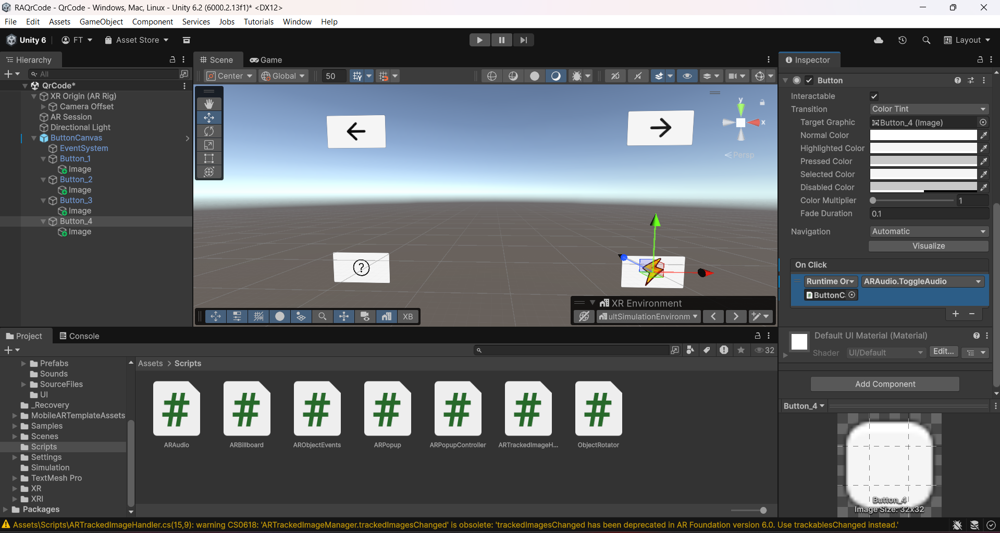 RAQrCode - QrCode - Windows, Mac, Linux - Unity 6.2 (6000.2.13f1)* <DX12>
File Edit Assets GameObject Component Services Jobs Tutorials Window Help
Unity 6 FT Asset Store Layout
Hierarchy
All
QrCode*
XR Origin (AR Rig)
Camera Offset
AR Session
Directional Light
ButtonCanvas
EventSystem
Button_1
Image
Button_2
Image
Button_3
Image
Button_4
Image
Scene Game
Center Global 50 2D
y
x
Persp
?
XR Environment
ultSimulationEnvironm
XB
Inspector
Button
Interactable
Transition Color Tint
Target Graphic Button_4 (Image)
Normal Color
Highlighted Color
Pressed Color
Selected Color
Disabled Color
Color Multiplier 1
Fade Duration 0.1
Navigation Automatic
Visualize
On Click
Runtime Or ARAudio.ToggleAudio
ButtonC
Default UI Material (Material)
Shader UI/Default Edit...
Add Component
Button_4
Button_4
Image Size: 32x32
Project Console
32
Prefabs
Sounds
SourceFiles
UI
_Recovery
MobileARTemplateAssets
Samples
Scenes
Scripts
Settings
Simulation
TextMesh Pro
XR
XRI
Packages
Assets > Scripts
ARAudio ARBillboard ARObjectEvents ARPopup ARPopupController ARTrackedImageH... ObjectRotator
Assets\Scripts\ARTrackedImageHandler.cs(15,9): warning CS0618: 'ARTrackedImageManager.trackedImagesChanged' is obsolete: 'trackedImagesChanged has been deprecated in AR Foundation version 6.0. Use trackablesChanged instead.'